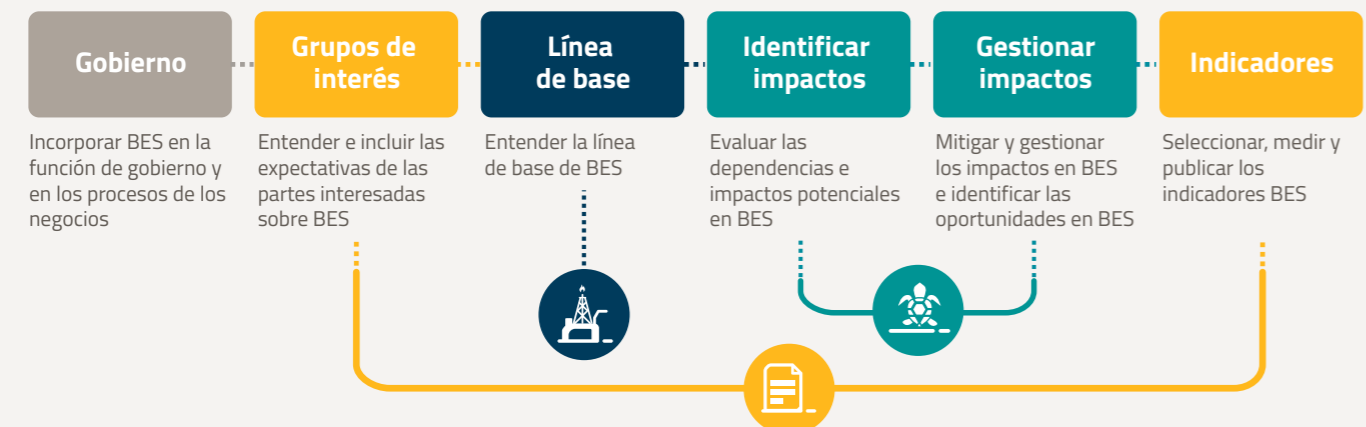 Gobierno
Grupos de
interés
Línea
de base
Identificar
impactos
Gestionar
impactos
Indicadores
Incorporar BES en la
función de gobierno y
en los procesos de los
negocios
Entender e incluir las
expectativas de las
partes interesadas
sobre BES
Entender la línea
de base de BES
Evaluar las
dependencias e
impactos potenciales
en BES
Mitigar y gestionar
los impactos en BES
e identificar las
oportunidades en BES
Seleccionar, medir y
publicar los
indicadores BES